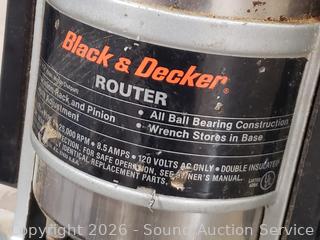 Black & Decker®
ROUTER
Rack and Pinion
Adjustment
• All Ball Bearing Construction
• Wrench Stores in Base
25,000 RPM • 8.5 AMPS • 120 VOLTS AC ONLY • DOUBLE INSULATED
FOR SAFE OPERATION, SEE OWNER'S MANUAL.
IDENTICAL REPLACEMENT PARTS.
UL
Copyright 2026 - Sound Auction Service